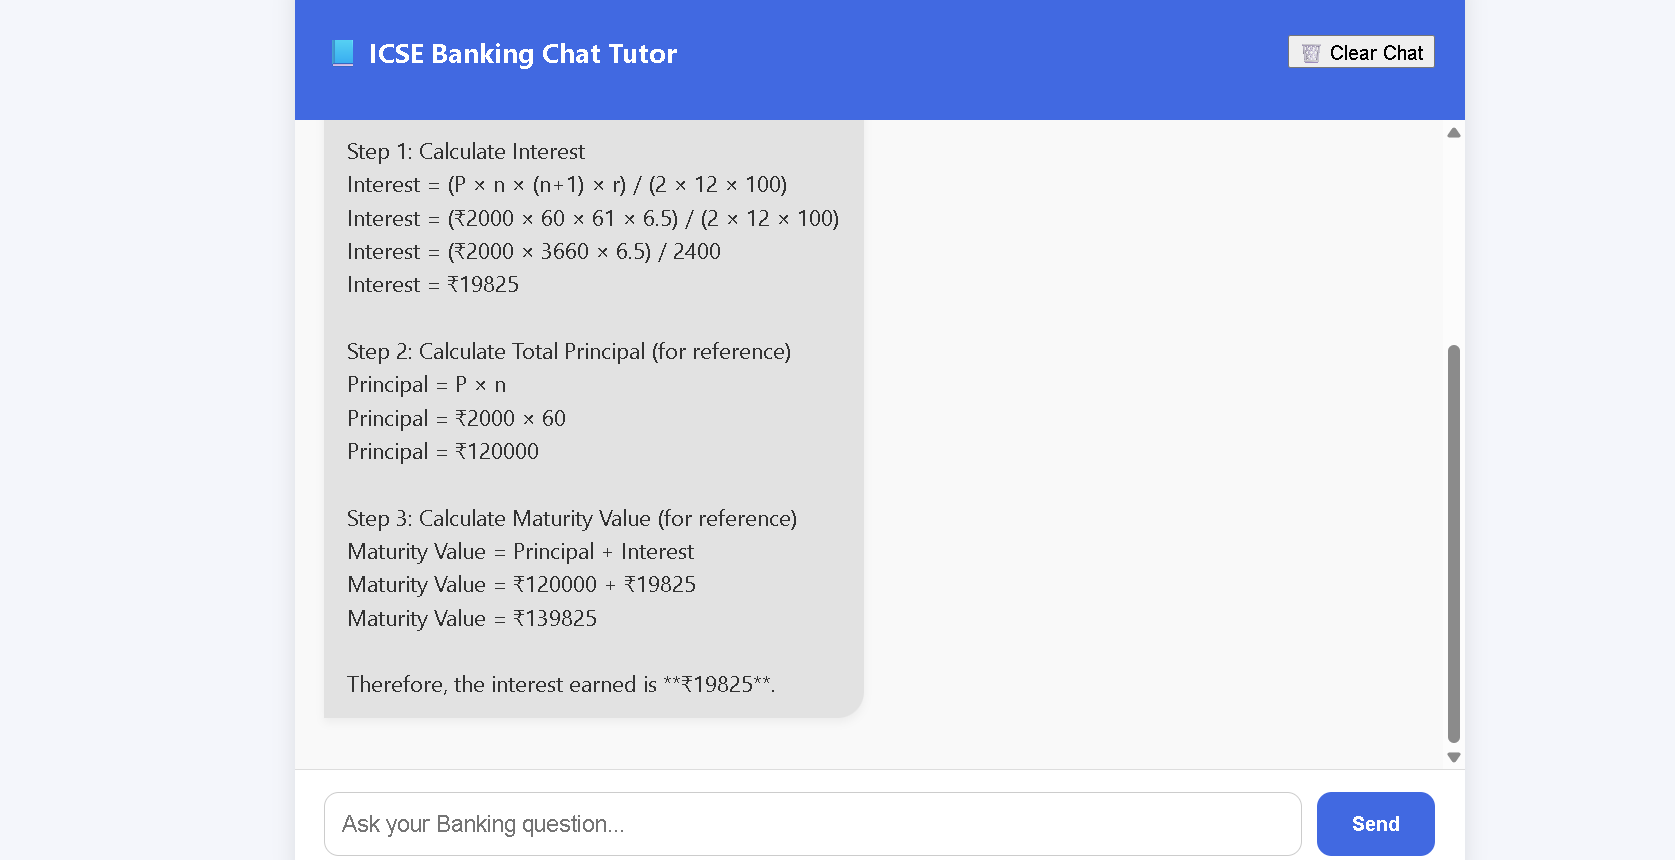 ICSE Banking Chat Tutor
Clear Chat
Step 1: Calculate Interest
Interest = (P × n × (n+1) × r) / (2 × 12 × 100)
Interest = (₹2000 × 60 × 61 × 6.5) / (2 × 12 × 100)
Interest = (₹2000 × 3660 × 6.5) / 2400
Interest = ₹19825
Step 2: Calculate Total Principal (for reference)
Principal = P × n
Principal = ₹2000 × 60
Principal = ₹120000
Step 3: Calculate Maturity Value (for reference)
Maturity Value = Principal + Interest
Maturity Value = ₹120000 + ₹19825
Maturity Value = ₹139825
Therefore, the interest earned is **₹19825**.
Ask your Banking question...
Send